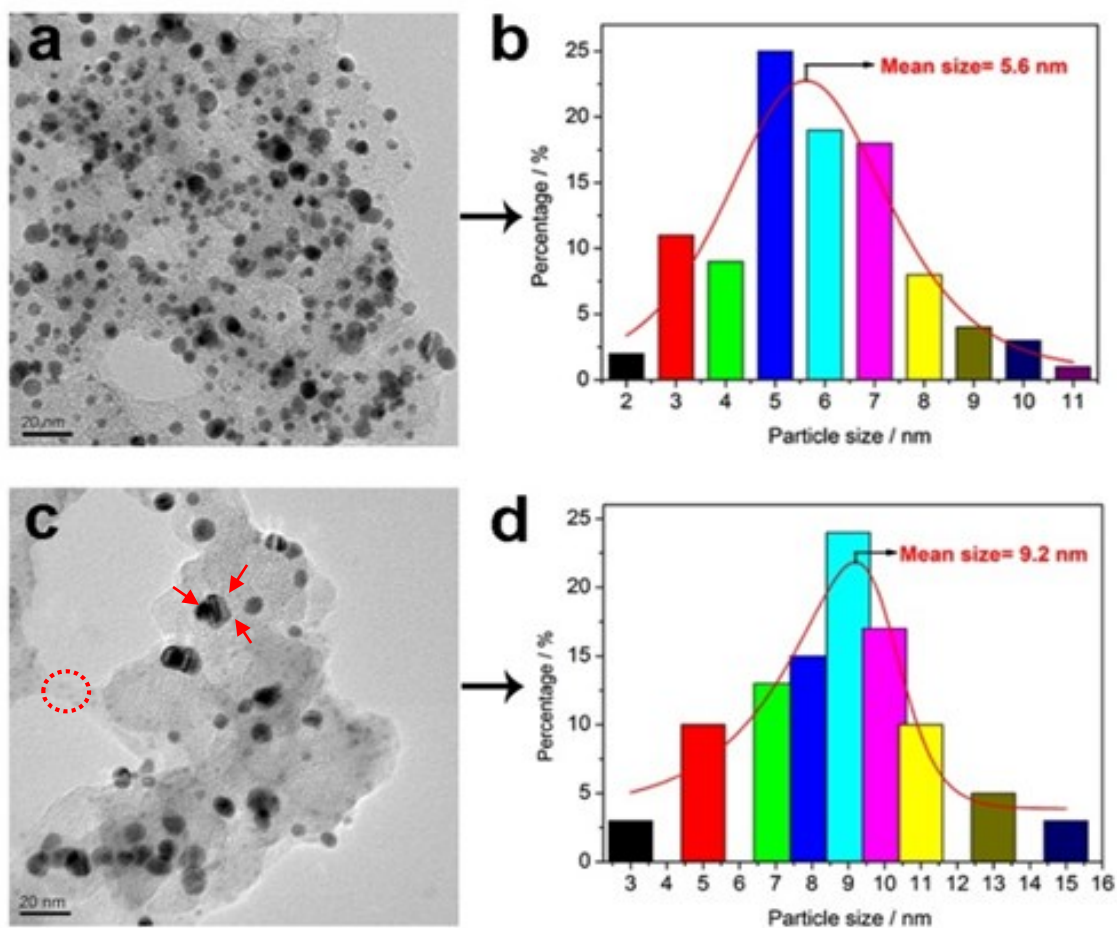 a
20 nm
b
Mean size= 5.6 nm
Percentage / %
25
20
15
10
5
0
2 3 4 5 6 7 8 9 10 11
Particle size / nm
c
20 nm
d
Mean size= 9.2 nm
Percentage / %
25
20
15
10
5
0
3 4 5 6 7 8 9 10 11 12 13 14 15 16
Particle size / nm